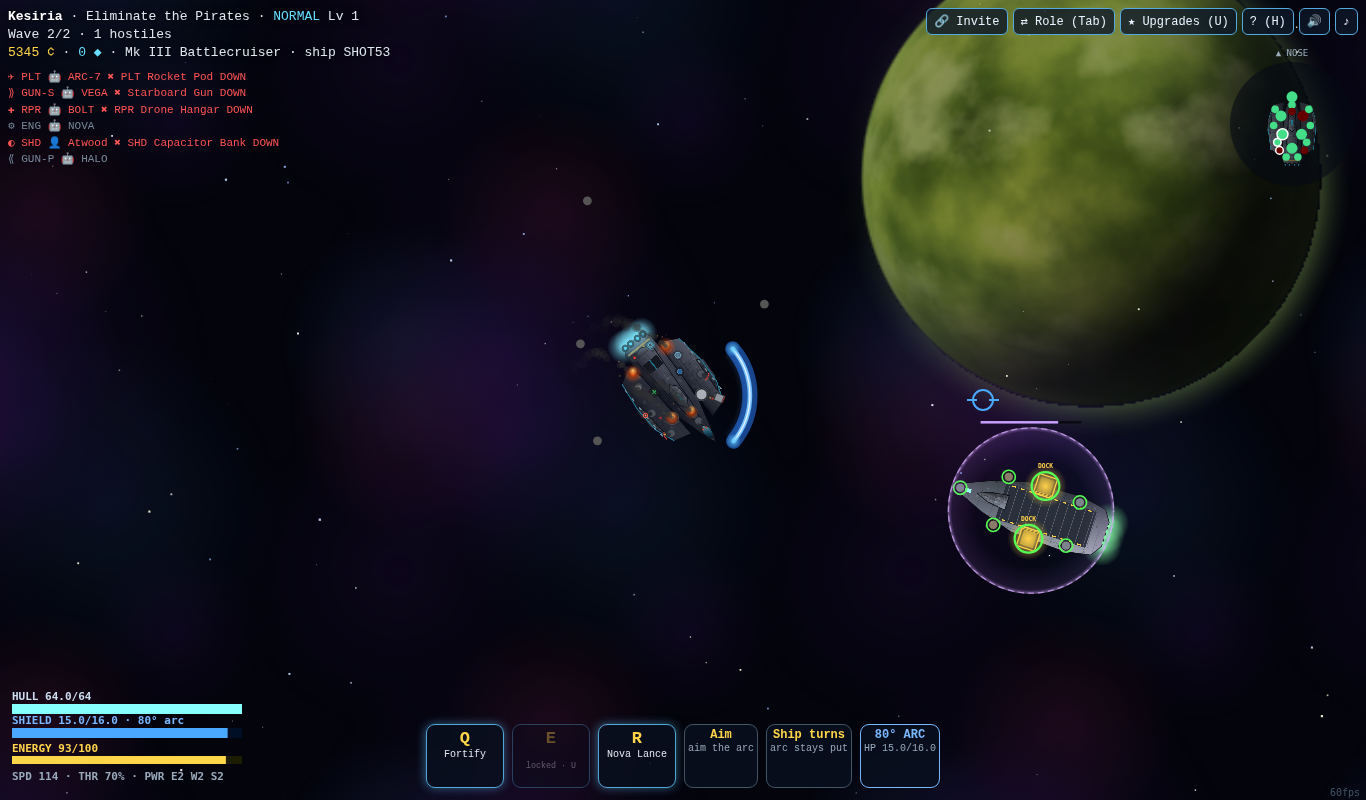 Kesiria · Eliminate the Pirates · NORMAL Lv 1
Wave 2/2 · 1 hostiles
5345 ¢ · 0 ◆ · Mk III Battlecruiser · ship SHOT53
PLT 🤖 ARC-7 ✖ PLT Rocket Pod DOWN
GUN-S 🤖 VEGA ✖ Starboard Gun DOWN
RPR 🤖 BOLT ✖ RPR Drone Hangar DOWN
ENG 🤖 NOVA
SHD 👤 Atwood ✖ SHD Capacitor Bank DOWN
GUN-P 🤖 HALO
🔗 Invite
⇄ Role (Tab)
★ Upgrades (U)
? (H)
▲ NOSE
DOCK
DOCK
HULL 64.0/64
SHIELD 15.0/16.0 · 80° arc
ENERGY 93/100
SPD 114 · THR 70% · PWR E2 W2 S2
Q
Fortify
E
locked · U
R
Nova Lance
Aim
aim the arc
Ship turns
arc stays put
80° ARC
HP 15.0/16.0
60fps